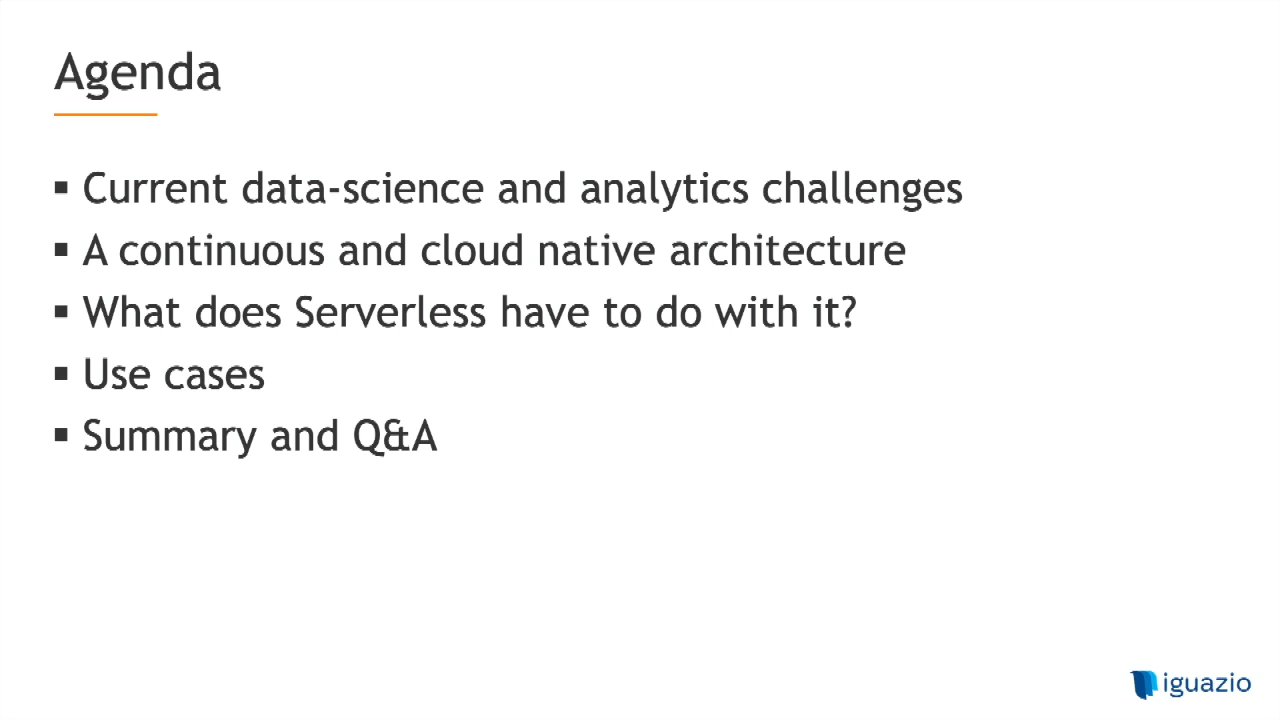 Agenda
▪ Current data-science and analytics challenges
▪ A continuous and cloud native architecture
▪ What does Serverless have to do with it?
▪ Use cases
▪ Summary and Q&A
iguazio